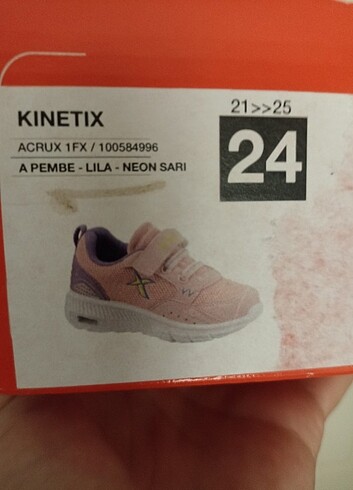 21>>25
KINETIX
24
ACRUX 1FX / 100584996
A PEMBE - LILA - NEON SARI